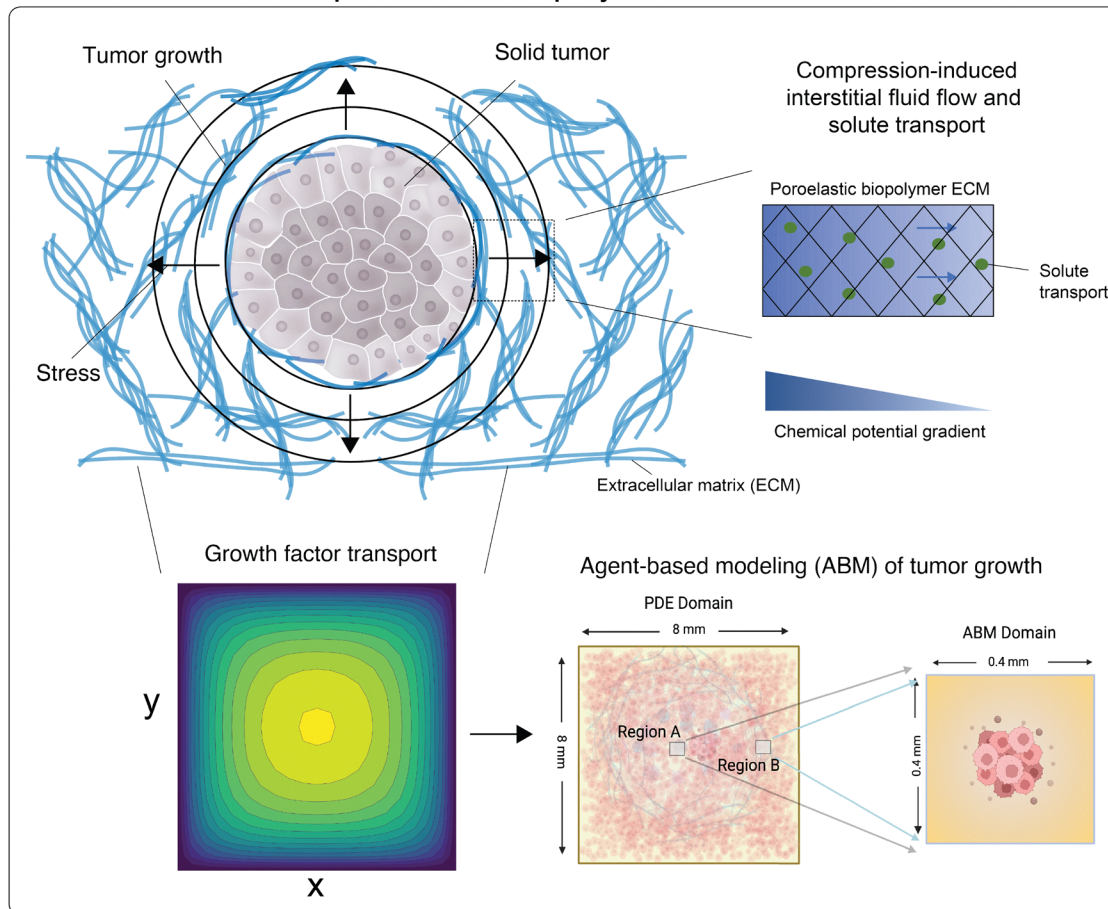 Tumor growth
Solid tumor
Stress
Extracellular matrix (ECM)
Compression-induced
interstitial fluid flow and
solute transport
Poroelastic biopolymer ECM
Solute
transport
Chemical potential gradient
Growth factor transport
y
x
Agent-based modeling (ABM) of tumor growth
PDE Domain
8 mm
8 mm
Region A
Region B
ABM Domain
0.4 mm
0.4 mm